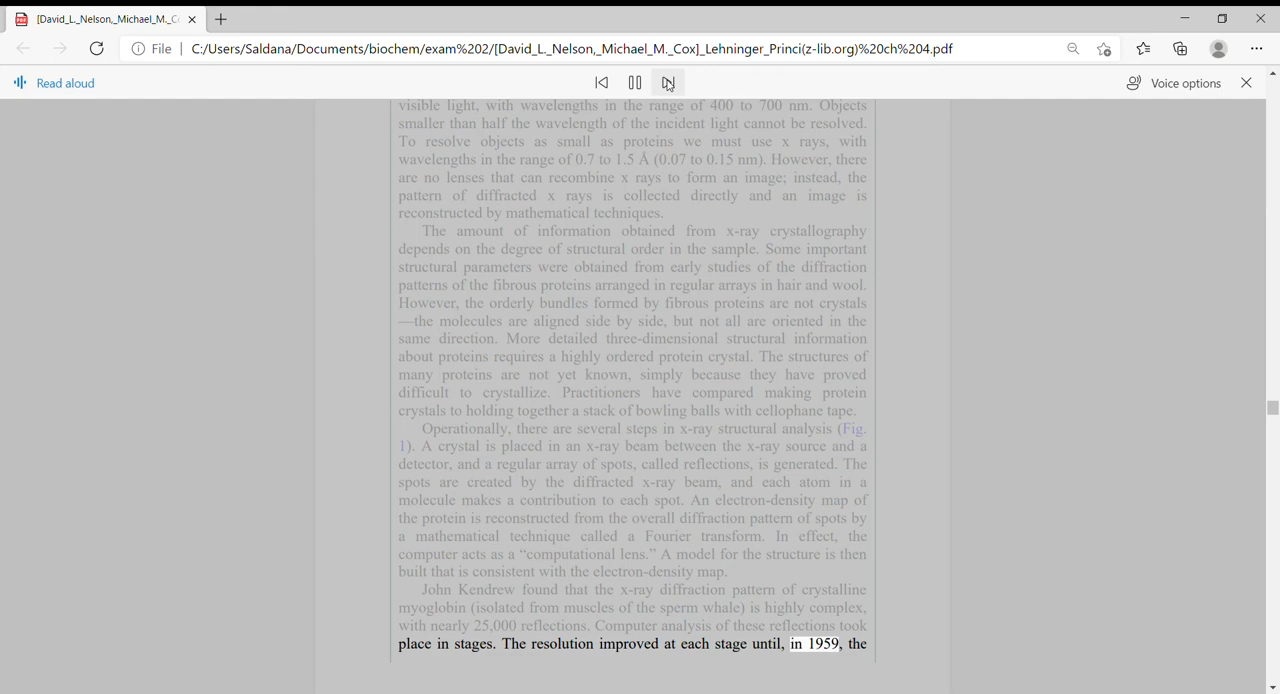 [David_L._Nelson,_Michael_M._Co
File
C:/Users/Saldana/Documents/biochem/exam%202/[David_L._Nelson,_Michael_M._Cox]_Lehninger_Princi(z-lib.org)%20ch%204.pdf
Read aloud
Voice options
visible light, with wavelengths in the range of 400 to 700 nm. Objects
smaller than half the wavelength of the incident light cannot be resolved.
To resolve objects as small as proteins we must use x rays, with
wavelengths in the range of 0.7 to 1.5 Å (0.07 to 0.15 nm). However, there
are no lenses that can recombine x rays to form an image; instead, the
pattern of diffracted x rays is collected directly and an image is
reconstructed by mathematical techniques.
The amount of information obtained from x-ray crystallography
depends on the degree of structural order in the sample. Some important
structural parameters were obtained from early studies of the diffraction
patterns of the fibrous proteins arranged in regular arrays in hair and wool.
However, the orderly bundles formed by fibrous proteins are not crystals
—the molecules are aligned side by side, but not all are oriented in the
same direction. More detailed three-dimensional structural information
about proteins requires a highly ordered protein crystal. The structures of
many proteins are not yet known, simply because they have proved
difficult to crystallize. Practitioners have compared making protein
crystals to holding together a stack of bowling balls with cellophane tape.
Operationally, there are several steps in x-ray structural analysis (Fig.
1). A crystal is placed in an x-ray beam between the x-ray source and a
detector, and a regular array of spots, called reflections, is generated. The
spots are created by the diffracted x-ray beam, and each atom in a
molecule makes a contribution to each spot. An electron-density map of
the protein is reconstructed from the overall diffraction pattern of spots by
a mathematical technique called a Fourier transform. In effect, the
computer acts as a “computational lens.” A model for the structure is then
built that is consistent with the electron-density map.
John Kendrew found that the x-ray diffraction pattern of crystalline
myoglobin (isolated from muscles of the sperm whale) is highly complex,
with nearly 25,000 reflections. Computer analysis of these reflections took
place in stages. The resolution improved at each stage until, in 1959, the